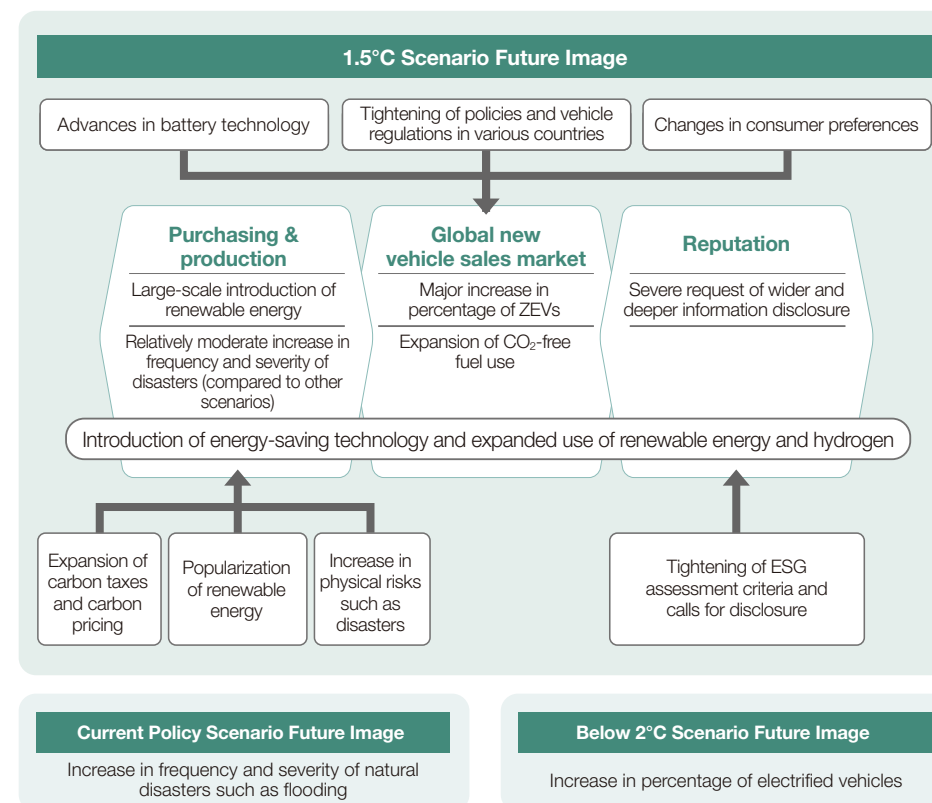 1.5°C Scenario Future Image
Advances in battery technology
Tightening of policies and vehicle
regulations in various countries
Changes in consumer preferences
Purchasing &
production
Large-scale introduction of
renewable energy
Relatively moderate increase in
frequency and severity of
disasters (compared to other
scenarios)
Global new
vehicle sales market
Major increase in
percentage of ZEVs
Expansion of CO₂-free
fuel use
Reputation
Severe request of wider and
deeper information disclosure
Introduction of energy-saving technology and expanded use of renewable energy and hydrogen
Expansion of
carbon taxes
and carbon
pricing
Popularization
of renewable
energy
Increase in
physical risks
such as
disasters
Tightening of ESG
assessment criteria and
calls for disclosure
Current Policy Scenario Future Image
Increase in frequency and severity of natural
disasters such as flooding
Below 2°C Scenario Future Image
Increase in percentage of electrified vehicles